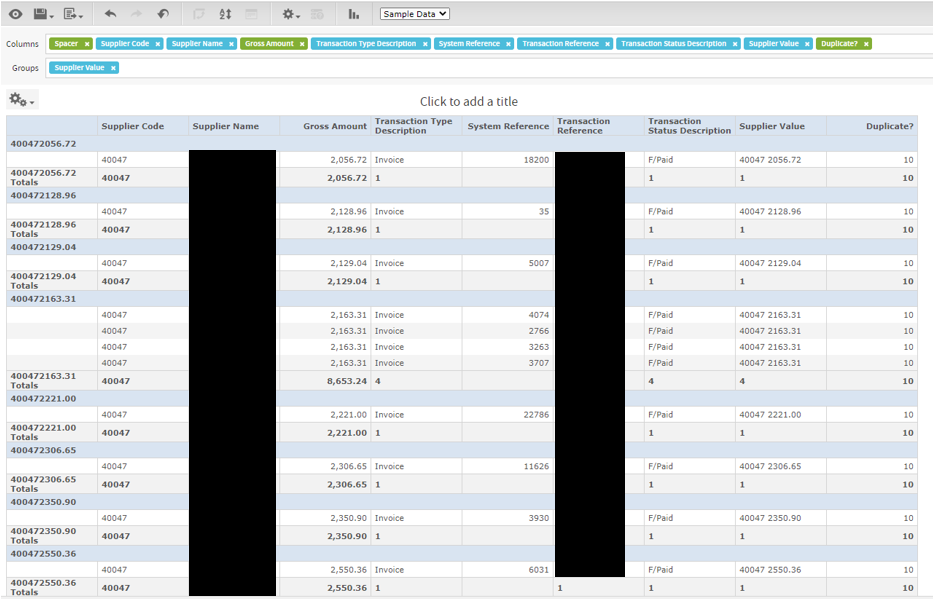 Sample Data
Columns Spacer × Supplier Code × Supplier Name × Gross Amount × Transaction Type Description × System Reference × Transaction Reference × Transaction Status Description × Supplier Value × Duplicate? ×
Groups Supplier Value ×
Click to add a title
Supplier Code Supplier Name Gross Amount Transaction Type Description System Reference Transaction Reference Transaction Status Description Supplier Value Duplicate?
400472056.72
40047 2,056.72 Invoice 18200 F/Paid 40047 2056.72 10
400472056.72 Totals 40047 2,056.72 1 1 1 10
400472128.96
40047 2,128.96 Invoice 35 F/Paid 40047 2128.96 10
400472128.96 Totals 40047 2,128.96 1 1 1 10
400472129.04
40047 2,129.04 Invoice 5007 F/Paid 40047 2129.04 10
400472129.04 Totals 40047 2,129.04 1 1 1 10
400472163.31
40047 2,163.31 Invoice 4074 F/Paid 40047 2163.31 10
40047 2,163.31 Invoice 2766 F/Paid 40047 2163.31 10
40047 2,163.31 Invoice 3263 F/Paid 40047 2163.31 10
40047 2,163.31 Invoice 3707 F/Paid 40047 2163.31 10
400472163.31 Totals 40047 8,653.24 4 4 4 10
400472221.00
40047 2,221.00 Invoice 22786 F/Paid 40047 2221.00 10
400472221.00 Totals 40047 2,221.00 1 1 1 10
400472306.65
40047 2,306.65 Invoice 11626 F/Paid 40047 2306.65 10
400472306.65 Totals 40047 2,306.65 1 1 1 10
400472350.90
40047 2,350.90 Invoice 3930 F/Paid 40047 2350.90 10
400472350.90 Totals 40047 2,350.90 1 1 1 10
400472550.36
40047 2,550.36 Invoice 6031 F/Paid 40047 2550.36 10
400472550.36 Totals 40047 2,550.36 1 1 1 1 10